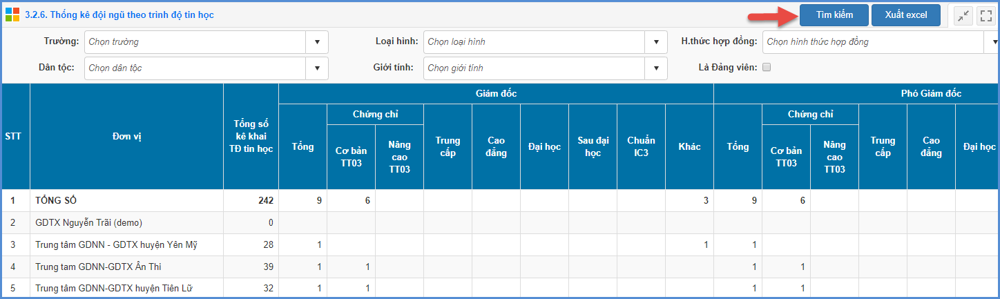 3.2.6. Thống kê đội ngũ theo trình độ tin học
Tìm kiếm Xuất excel
Trường: Chọn trường Loại hình: Chọn loại hình H.thức hợp đồng: Chọn hình thức hợp đồng
Dân tộc: Chọn dân tộc Giới tính: Chọn giới tính Là Đảng viên:
Giám đốc Phó Giám đốc
STT Đơn vị Tổng số
kê khai
TĐ tin học
Tổng Chứng chỉ Trung
cấp Cao
đẳng Đại học Sau đại
học Chuẩn
IC3 Khác Tổng Chứng chỉ Trung
cấp Cao
đẳng Đại học
Cơ bản
TT03 Nâng
cao
TT03 Cơ bản
TT03 Nâng
cao
TT03
1 TỔNG SỐ 242 9 6 3 9 6
2 GDTX Nguyễn Trãi (demo) 0
3 Trung tâm GDNN - GDTX huyện Yên Mỹ 28 1 1 1
4 Trung tam GDNN-GDTX Ân Thi 39 1 1 1 1
5 Trung tâm GDNN-GDTX huyện Tiên Lữ 32 1 1 1 1